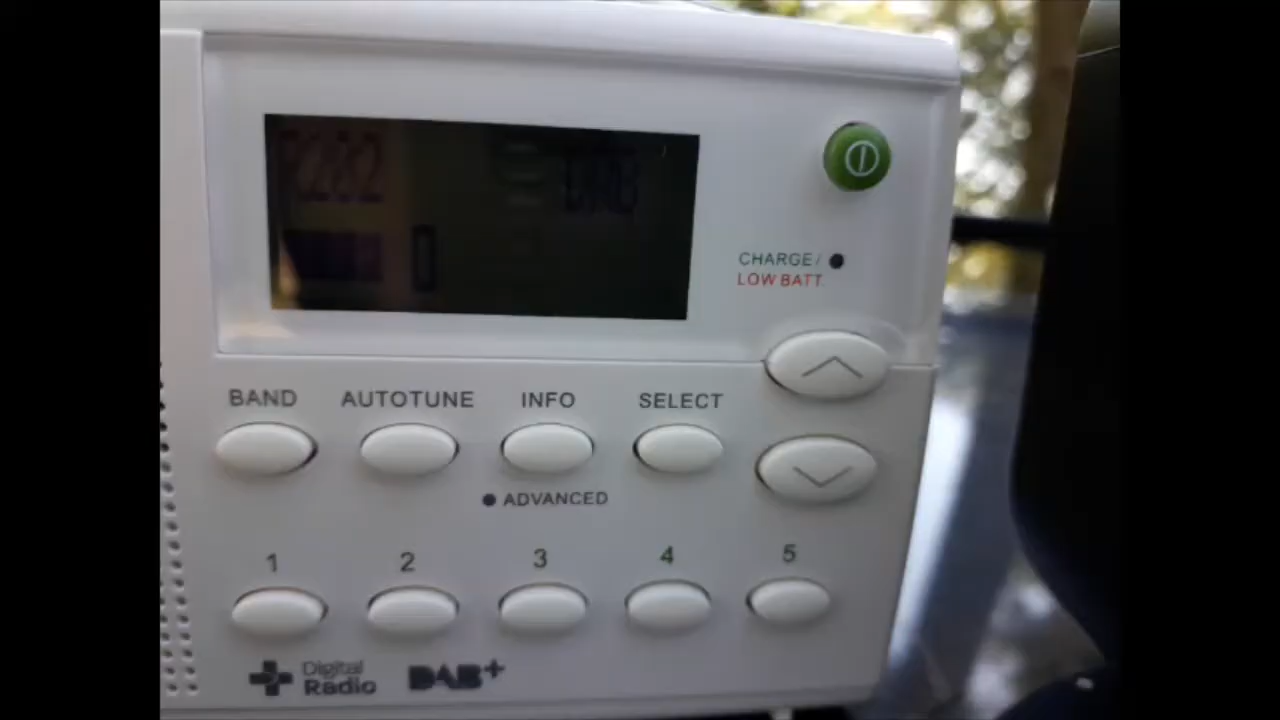 CHARGE/
LOW BATT.
BAND AUTOTUNE INFO SELECT
ADVANCED
1 2 3 4 5
Digital
Radio
DAB+